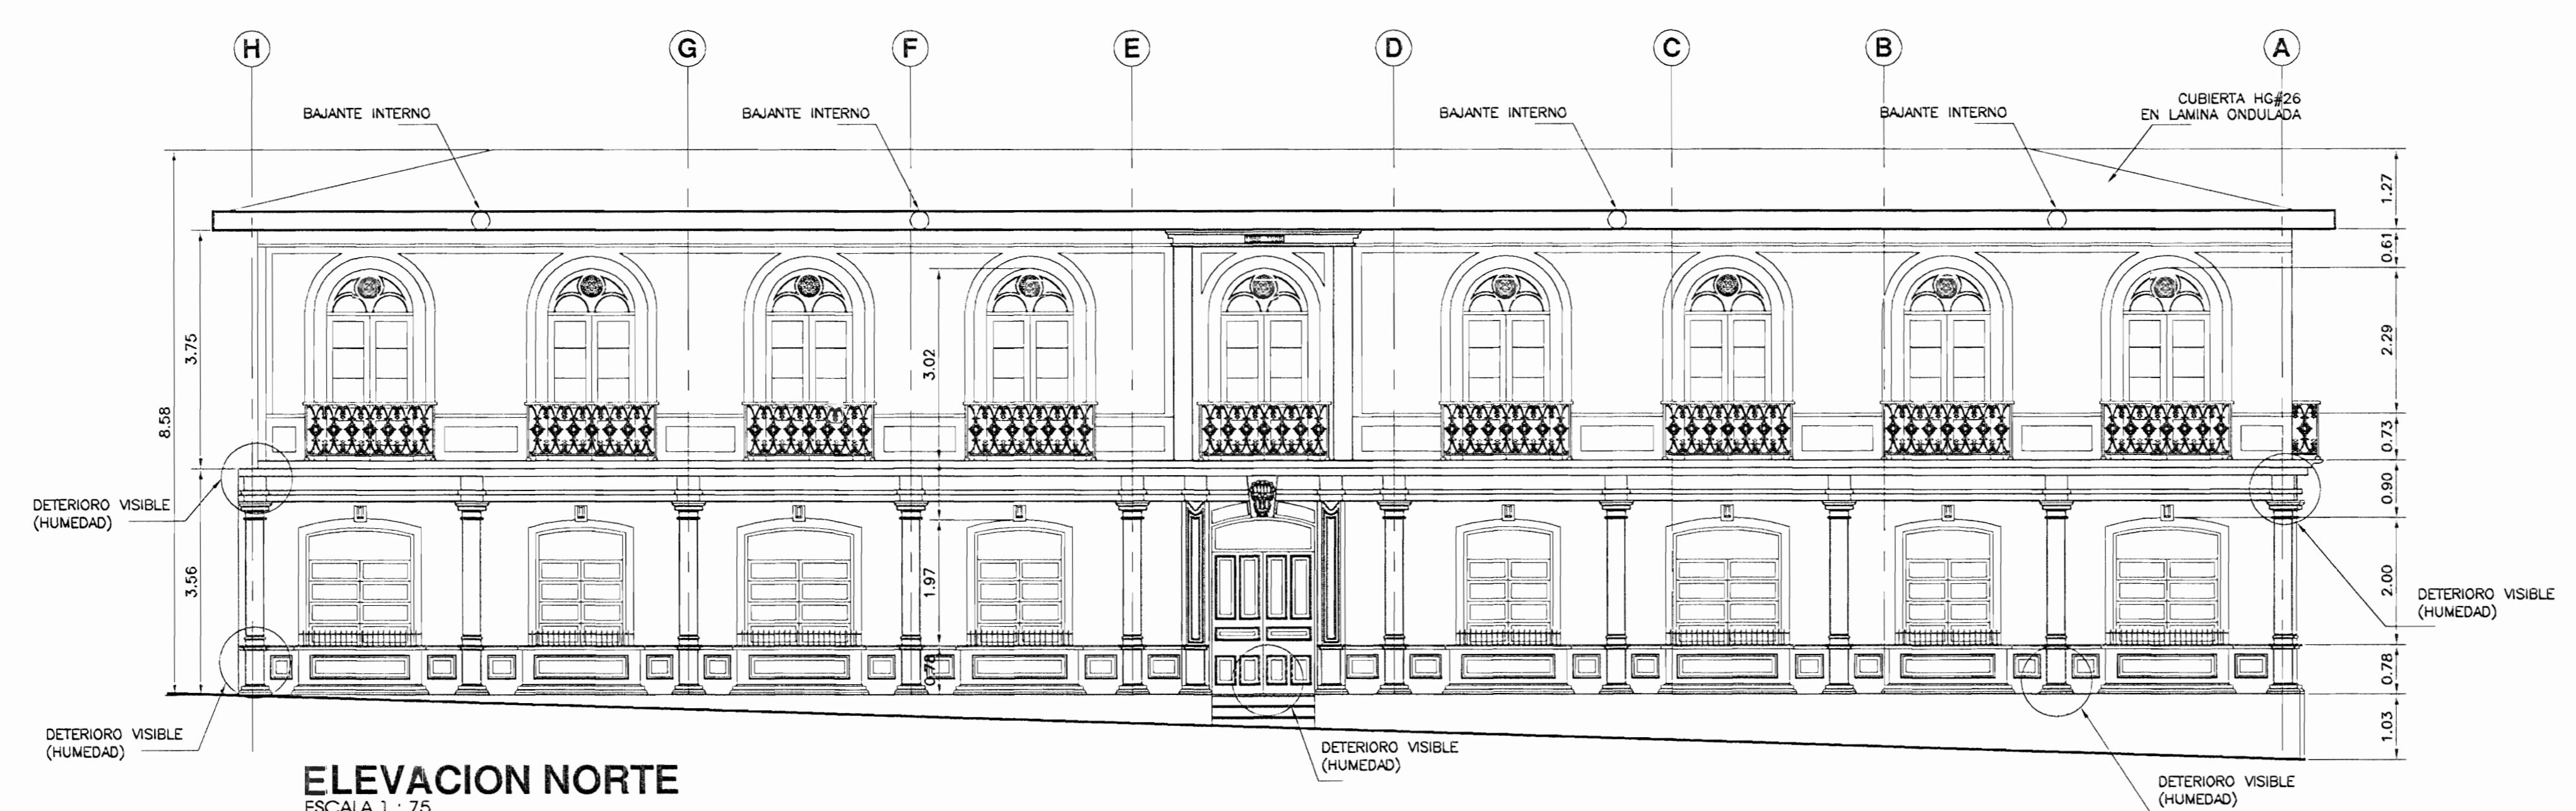 H G F E D C B A
BAJANTE INTERNO
BAJANTE INTERNO
BAJANTE INTERNO
BAJANTE INTERNO
CUBIERTA HG#26
EN LAMINA ONDULADA
8.58
3.75
3.56
3.02
1.97
0.78
1.27
0.61
2.29
0.73
0.90
2.00
0.78
1.03
DETERIORO VISIBLE
(HUMEDAD)
DETERIORO VISIBLE
(HUMEDAD)
DETERIORO VISIBLE
(HUMEDAD)
DETERIORO VISIBLE
(HUMEDAD)
DETERIORO VISIBLE
(HUMEDAD)
ELEVACION NORTE
ESCALA 1 : 75